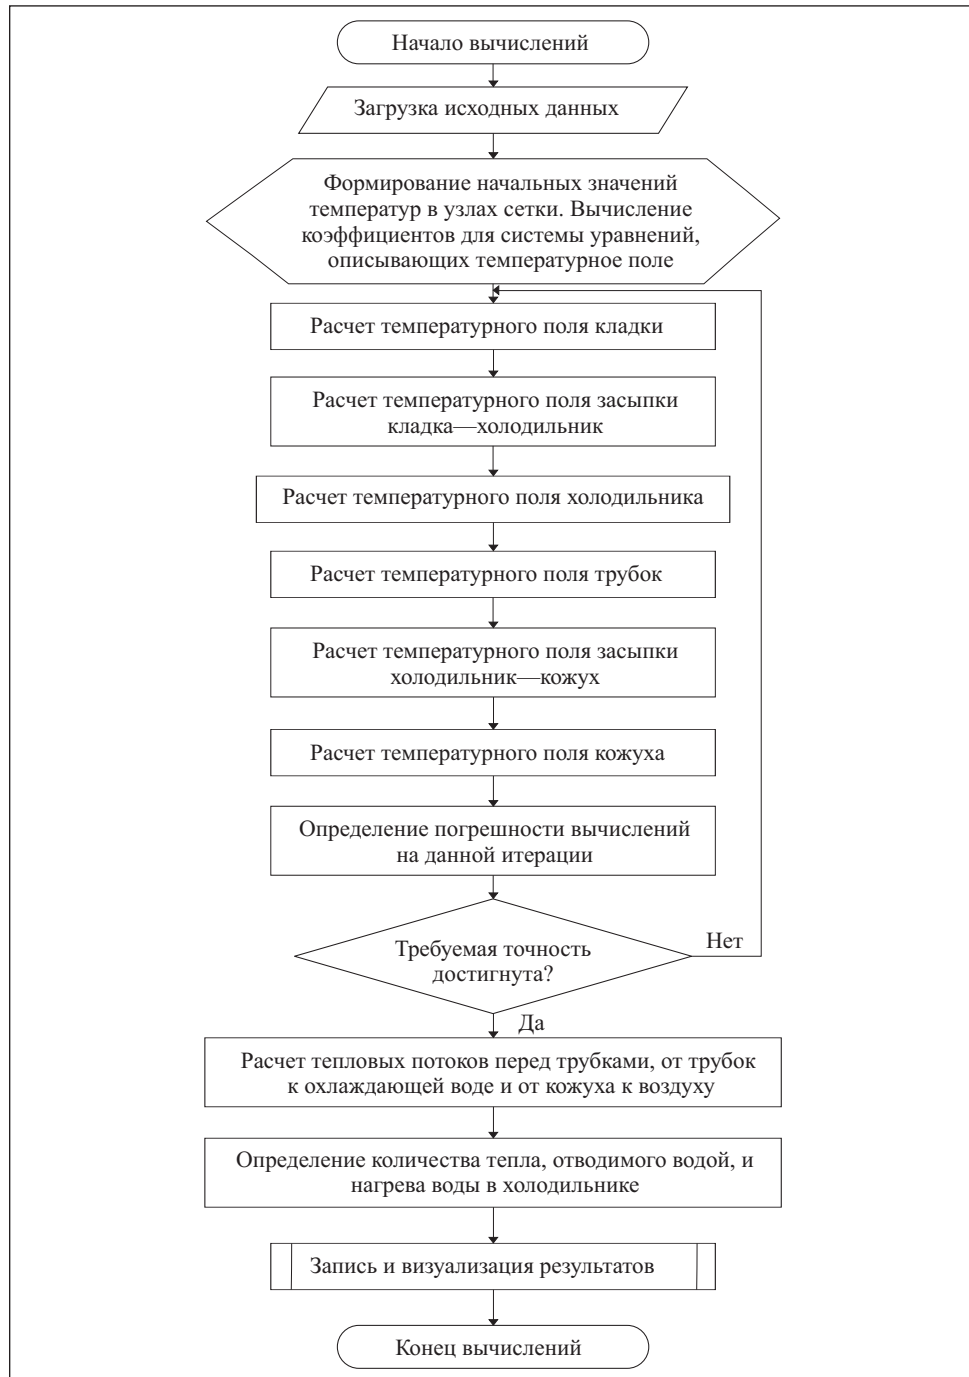 Начало вычислений
Загрузка исходных данных
Формирование начальных значений
температур в узлах сетки. Вычисление
коэффициентов для системы уравнений,
описывающих температурное поле
Расчет температурного поля кладки
Расчет температурного поля засыпки
кладка—холодильник
Расчет температурного поля холодильника
Расчет температурного поля трубок
Расчет температурного поля засыпки
холодильник—кожух
Расчет температурного поля кожуха
Определение погрешности вычислений
на данной итерации
Требуемая точность
достигнута?
Нет
Да
Расчет тепловых потоков перед трубками, от трубок
к охлаждающей воде и от кожуха к воздуху
Определение количества тепла, отводимого водой, и
нагрева воды в холодильнике
Запись и визуализация результатов
Конец вычислений